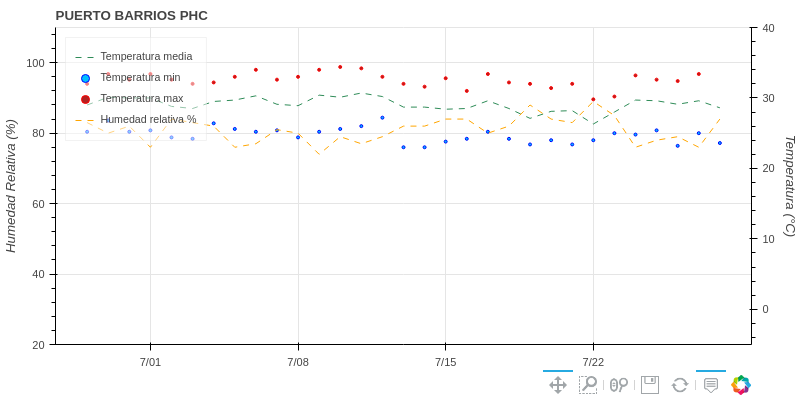 PUERTO BARRIOS PHC
Temperatura media
Temperatura min
Temperatura max
Humedad relativa %
Humedad Relativa (%)
100
80
60
40
20
40
30
20
10
0
Temperatura (°C)
7/01
7/08
7/15
7/22